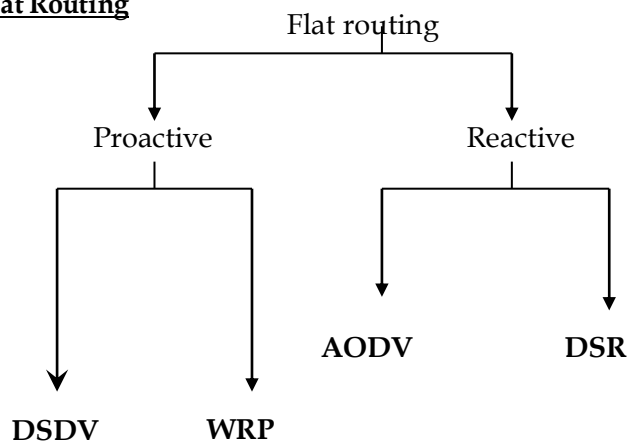 at Routing
Flat routing
Proactive Reactive
AODV DSR
DSDV WRP